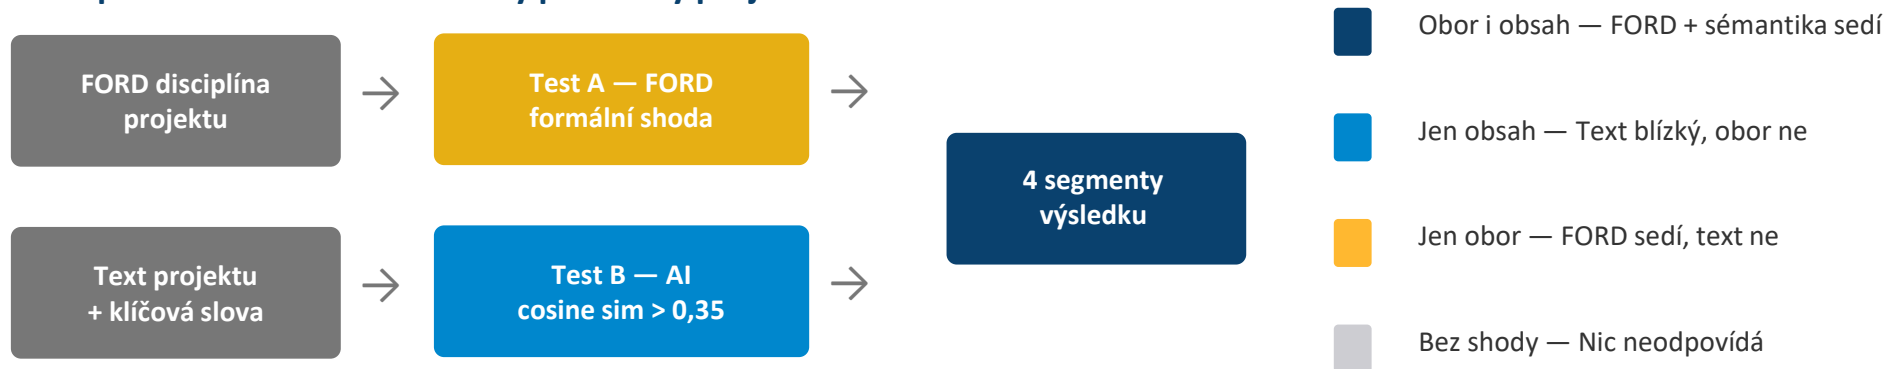 FORD disciplína
projektu
Test A — FORD
formální shoda
Text projektu
+ klíčová slova
Test B — AI
cosine sim > 0,35
4 segmenty
výsledku
Obor i obsah — FORD + sémantika sedí
Jen obsah — Text blízký, obor ne
Jen obor — FORD sedí, text ne
Bez shody — Nic neodpovídá